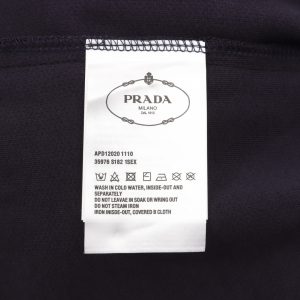 PRADA
MILANO
DAL 1913
APD12020 1110
35976 S182 1SEX
WASH IN COLD WATER, INSIDE-OUT AND
SEPARATELY
DO NOT LEAVE IN SOAK OR WRING OUT
DO NOT STEAM IRON
IRON INISIDE-OUT, COVERED B CLOTH